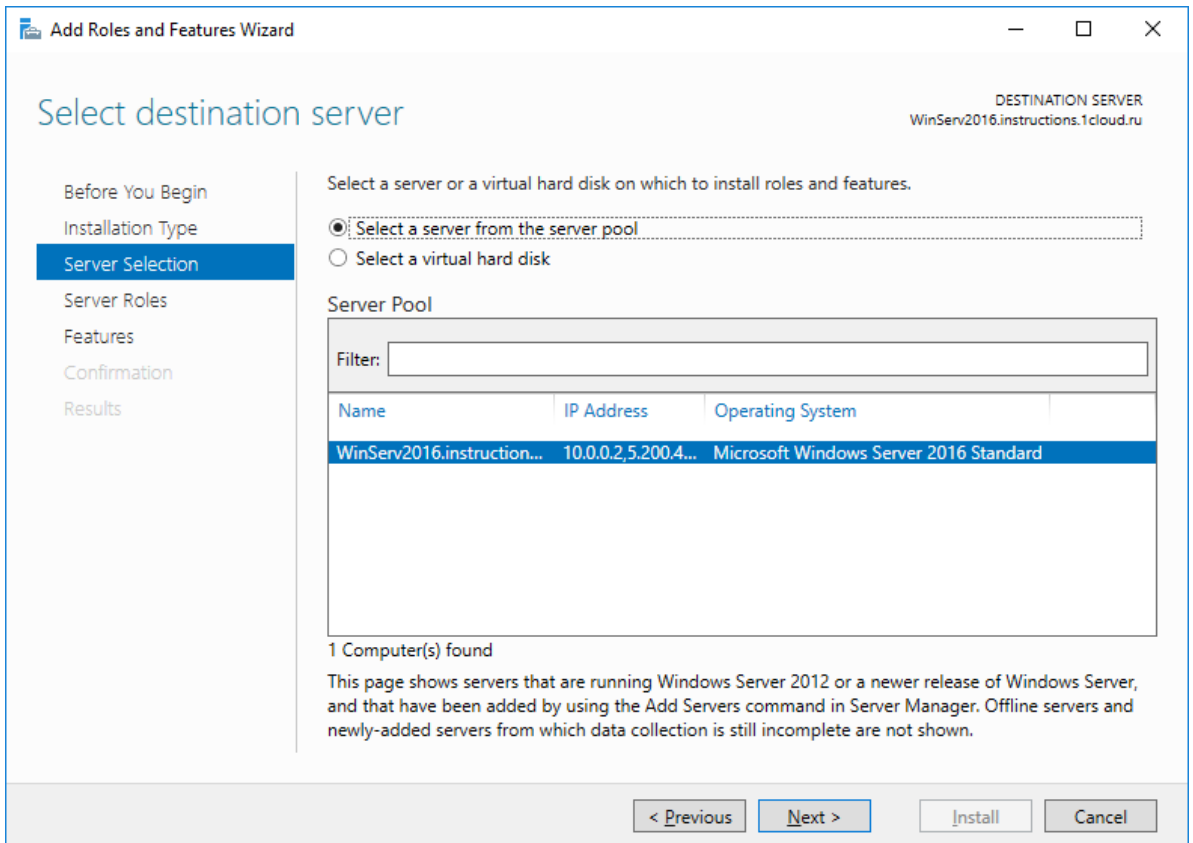 Add Roles and Features Wizard
Select destination server
DESTINATION SERVER
WinServ2016.instructions.1cloud.ru
Before You Begin
Installation Type
Server Selection
Server Roles
Features
Confirmation
Results
Select a server or a virtual hard disk on which to install roles and features.
Select a server from the server pool
Select a virtual hard disk
Server Pool
Filter:
Name IP Address Operating System
WinServ2016.instruction... 10.0.0.2,5.200.4... Microsoft Windows Server 2016 Standard
1 Computer(s) found
This page shows servers that are running Windows Server 2012 or a newer release of Windows Server,
and that have been added by using the Add Servers command in Server Manager. Offline servers and
newly-added servers from which data collection is still incomplete are not shown.
< Previous Next > Install Cancel